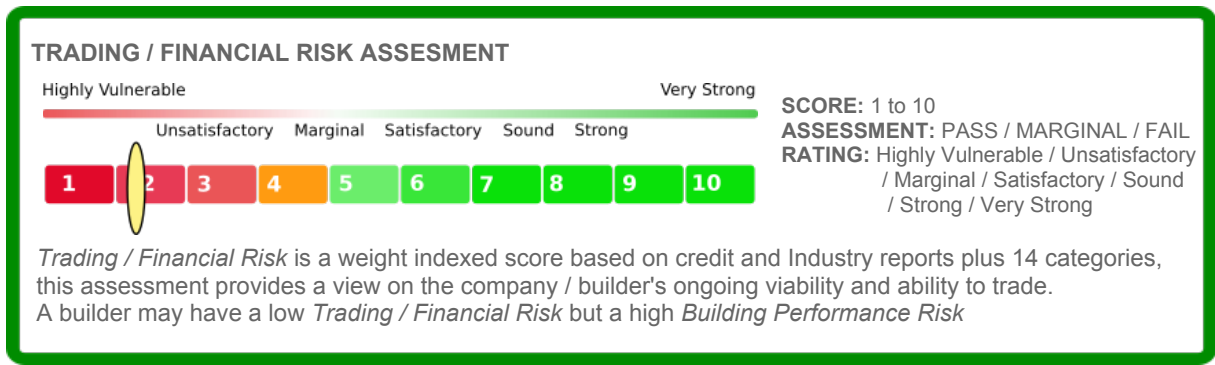 TRADING / FINANCIAL RISK ASSESMENT
Highly Vulnerable Very Strong
Unsatisfactory Marginal Satisfactory Sound Strong
1 2 3 4 5 6 7 8 9 10
SCORE: 1 to 10
ASSESSMENT: PASS / MARGINAL / FAIL
RATING: Highly Vulnerable / Unsatisfactory
/ Marginal / Satisfactory / Sound
/ Strong / Very Strong
Trading / Financial Risk is a weight indexed score based on credit and Industry reports plus 14 categories,
this assessment provides a view on the company / builder's ongoing viability and ability to trade.
A builder may have a low Trading / Financial Risk but a high Building Performance Risk